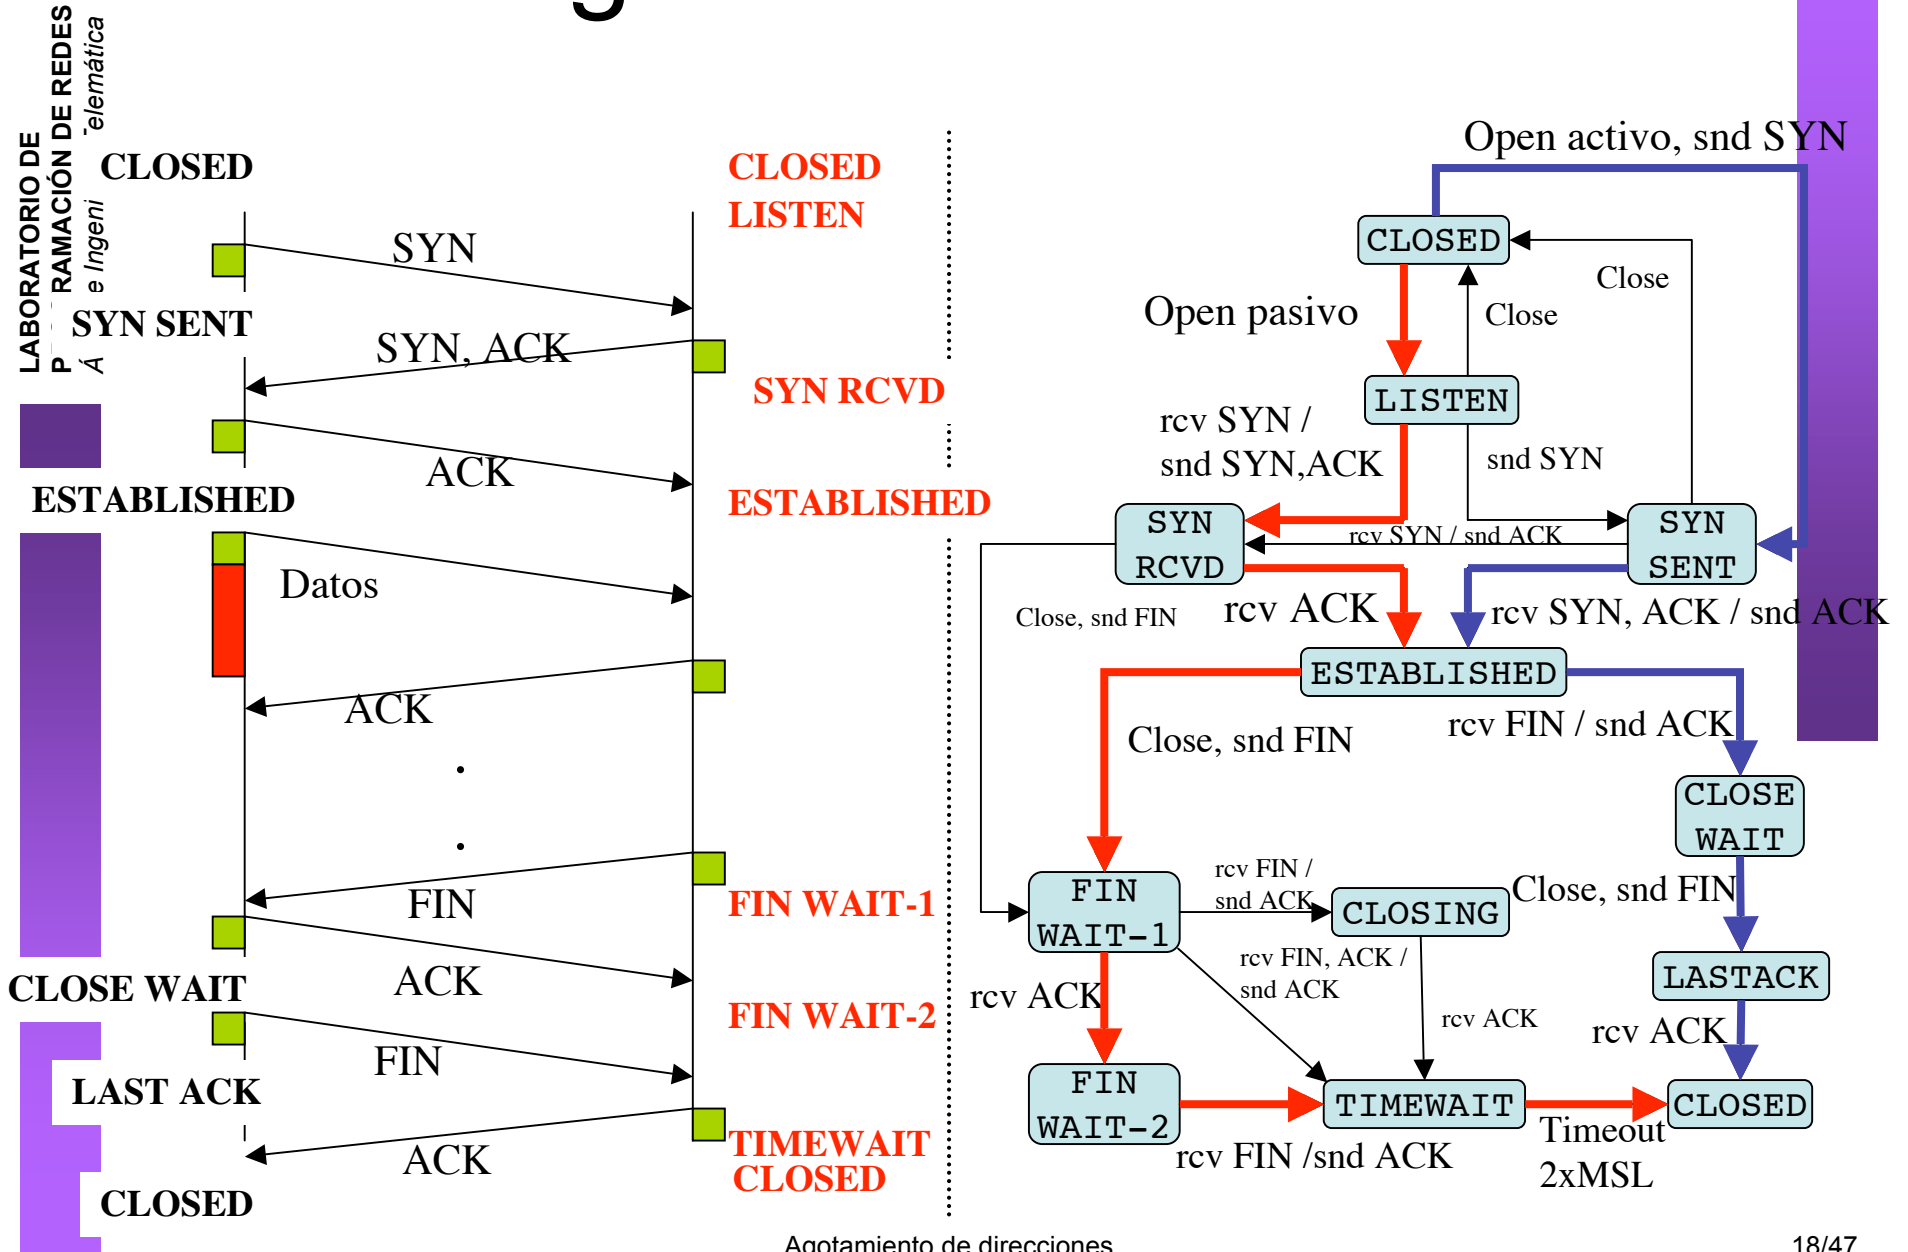 LABORATORIO DE
P RAMACIÓN DE REDES
Á e Ingeni elemática
CLOSED
SYN SENT
ESTABLISHED
CLOSE WAIT
LAST ACK
CLOSED
SYN
SYN, ACK
ACK
Datos
ACK
.
.
FIN
ACK
FIN
ACK
CLOSED
LISTEN
SYN RCVD
ESTABLISHED
FIN WAIT-1
FIN WAIT-2
TIMEWAIT
CLOSED
Open activo, snd SYN
CLOSED
Close
Open pasivo
Close
LISTEN
rcv SYN /
snd SYN,ACK
snd SYN
SYN
RCVD
rcv SYN / snd ACK
SYN
SENT
Close, snd FIN
rcv ACK
rcv SYN, ACK / snd ACK
ESTABLISHED
Close, snd FIN
rcv FIN / snd ACK
CLOSE
WAIT
FIN
WAIT-1
rcv FIN /
snd ACK
CLOSING
Close, snd FIN
rcv FIN, ACK /
snd ACK
LASTACK
rcv ACK
rcv ACK
rcv ACK
FIN
WAIT-2
TIMEWAIT
CLOSED
rcv FIN /snd ACK
Timeout
2xMSL
Agotamiento de direcciones
18/47